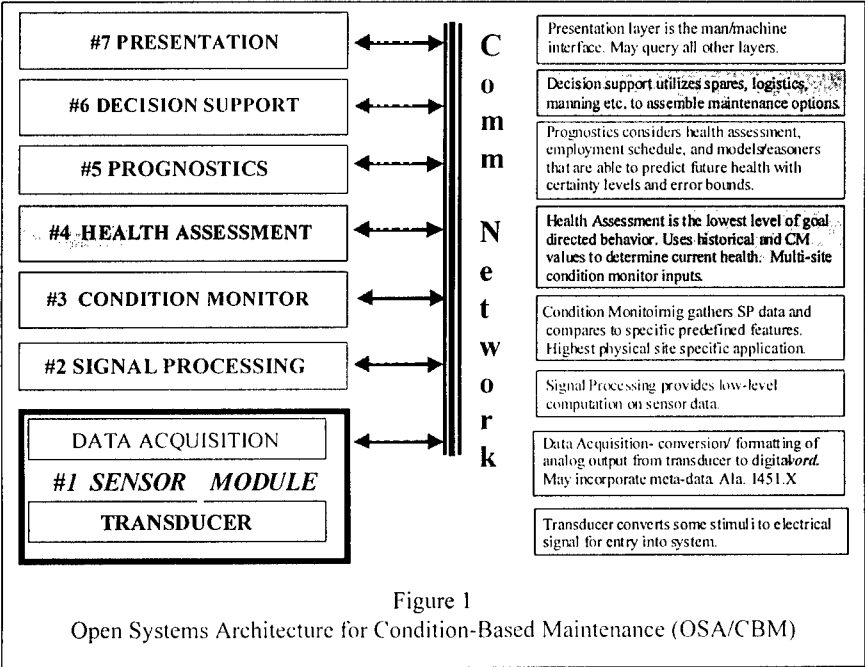 #7 PRESENTATION
#6 DECISION SUPPORT
#5 PROGNOSTICS
#4 HEALTH ASSESSMENT
#3 CONDITION MONITOR
#2 SIGNAL PROCESSING
DATA ACQUISITION
#1 SENSOR MODULE
TRANSDUCER
Comm Network
Presentation layer is the man/machine
interface. May query all other layers.
Decision support utilizes spares, logistics,
manning etc. to assemble maintenance options.
Prognostics considers health assessment,
employment schedule, and models/easoners
that are able to predict future health with
certainty levels and error bounds.
Health Assessment is the lowest level of goal
directed behavior. Uses historical and CM
values to determine current health. Multi-site
condition monitor inputs.
Condition Monitoirnig gathers SP data and
compares to specific predefined features.
Highest physical site specific application.
Signal Processing provides low-level
computation on sensor data.
Data Acquisition- conversion/ formatting of
analog output from transducer to digitalvord.
May incorporate meta-data Ala. 1451.X
Transducer converts some stimuli to electrical
signal for entry into system.
Figure 1
Open Systems Architecture for Condition-Based Maintenance (OSA/CBM)